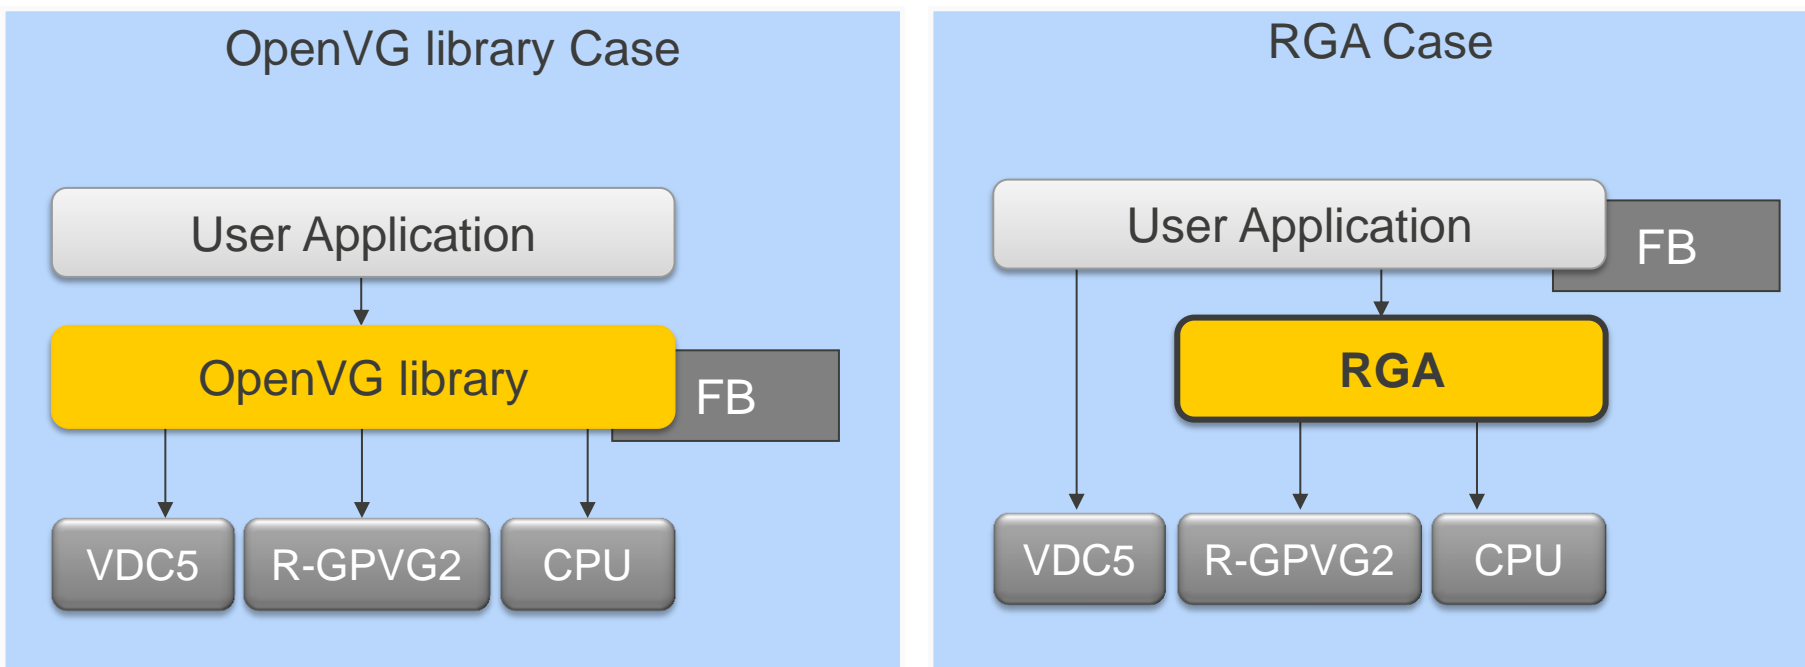 OpenVG library Case
User Application
OpenVG library
FB
VDC5
R-GPVG2
CPU
RGA Case
User Application
FB
RGA
VDC5
R-GPVG2
CPU